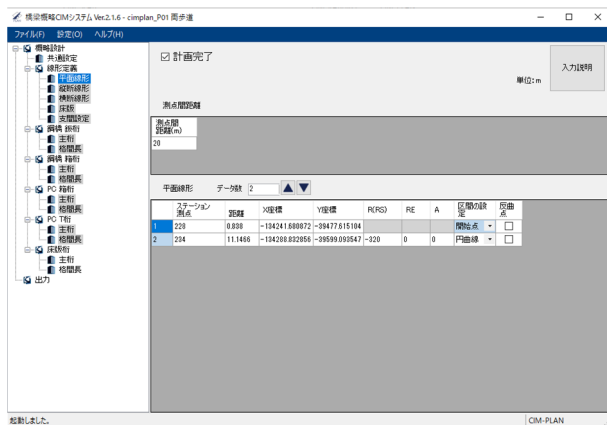 橋梁概略CIMシステム Ver.2.1.6 - cimplan_P01 両歩道
ファイル(F) 設定(O) ヘルプ(H)
概略設計
共通設定
線形定義
平面線形
縦断線形
横断線形
床版
支間設定
鋼橋 鈑桁
主桁
格間長
鋼橋 箱桁
主桁
格間長
PC 箱桁
主桁
格間長
PC T桁
主桁
格間長
床版桁
主桁
格間長
出力
計画完了
単位:m
入力説明
測点間距離
測点間
距離(m)
20
平面線形 データ数 2
ステーション測点 距離 X座標 Y座標 R(RS) RE A 区間の設定 反曲点
1 228 0.838 -134241.680872 -39477.615104 開始点
2 234 11.1466 -134288.832856 -39599.093547 -320 0 0 円曲線
起動しました。
CIM-PLAN